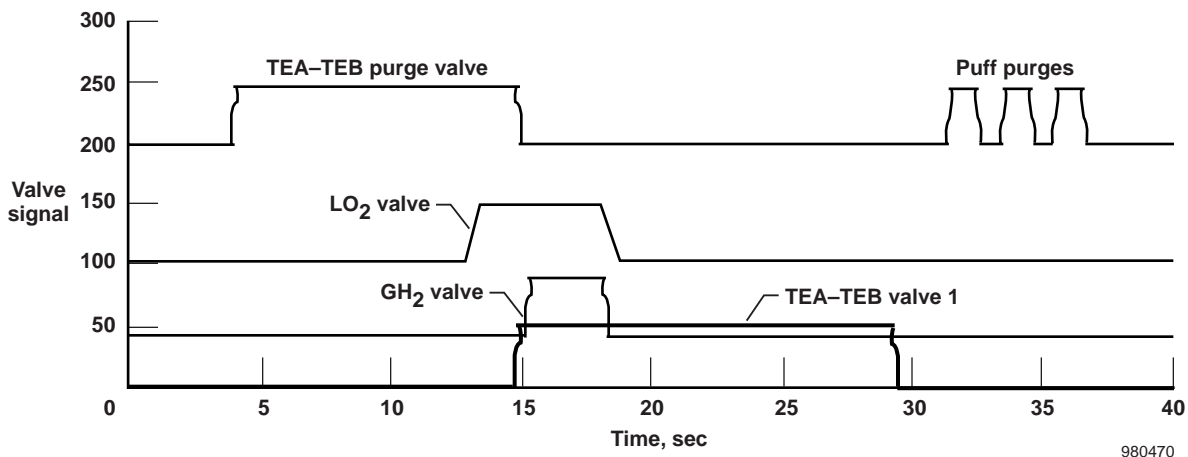 300
TEA–TEB purge valve
Puff purges
250
200
Valve
signal
150
LO2 valve
100
GH2 valve
TEA–TEB valve 1
50
0 5 10 15 20 25 30 35 40
Time, sec
980470